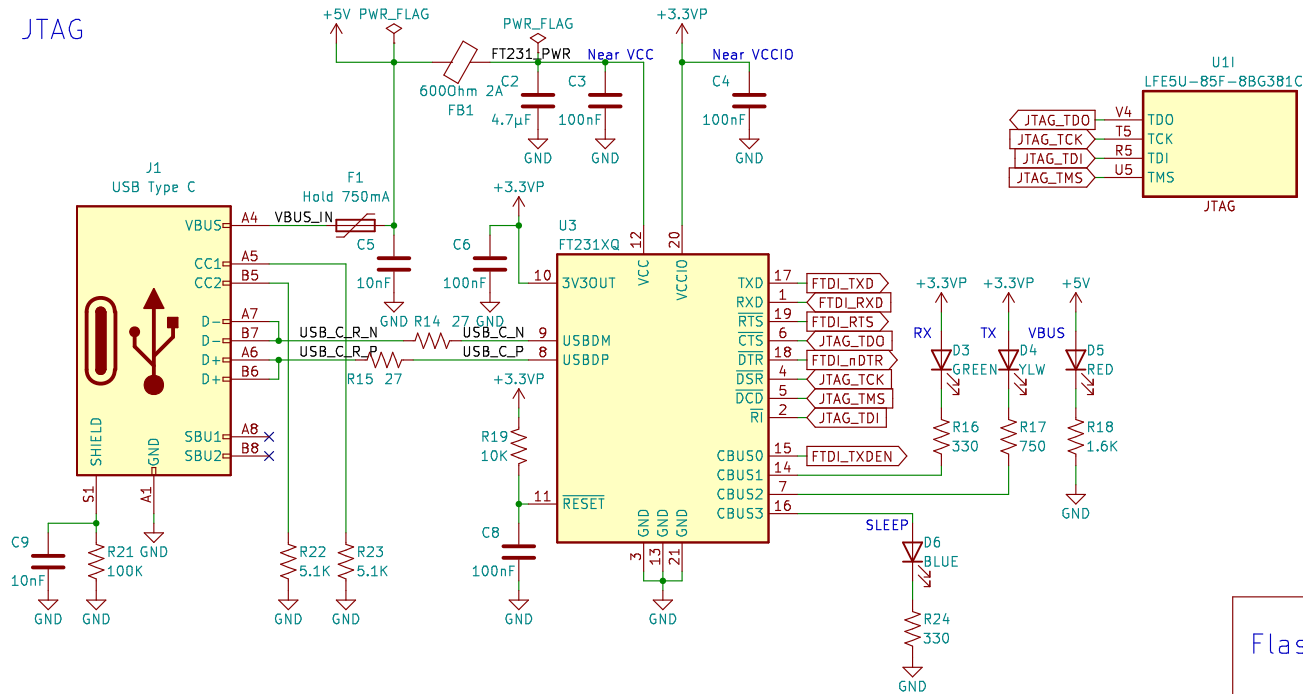 JTAG
+5V
PWR_FLAG
PWR_FLAG
+3.3VP
FT231_PWR
Near VCC
Near VCCIO
600Ohm 2A
FB1
C2
4.7µF
GND
C3
100nF
GND
C4
100nF
GND
U1I
LFE5U-85F-8BG381C
JTAG_TDO
V4
TDO
JTAG_TCK
T5
TCK
JTAG_TDI
R5
TDI
JTAG_TMS
U5
TMS
JTAG
J1
USB Type C
F1
Hold 750mA
VBUS
A4
VBUS_IN
CC1
A5
CC2
B5
D-
A7
D-
B7
D+
A6
D+
B6
SBU1
A8
SBU2
B8
SHIELD
GND
S1
A1
GND
C5
10nF
GND
+3.3VP
C6
100nF
GND
USB_C_R_N
R14
27
USB_C_N
USB_C_R_P
R15
27
USB_C_P
U3
FT231XQ
12
VCC
20
VCCIO
10
3V3OUT
9
USBDM
8
USBDP
11
RESET
GND
GND
GND
3
13
21
GND
TXD
17
FTDI_TXD
RXD
1
FTDI_RXD
RTS
19
FTDI_RTS
CTS
6
JTAG_TDO
DTR
18
FTDI_nDTR
DSR
4
JTAG_TCK
DCD
5
JTAG_TMS
RI
2
JTAG_TDI
CBUS0
15
FTDI_TXDEN
CBUS1
14
CBUS2
7
CBUS3
16
+3.3VP
RX
D3
GREEN
R16
330
+3.3VP
TX
D4
YLW
R17
750
+5V
VBUS
D5
RED
R18
1.6K
GND
SLEEP
D6
BLUE
R24
330
GND
+3.3VP
R19
10K
C8
100nF
GND
C9
10nF
GND
R21
100K
GND
R22
5.1K
GND
R23
5.1K
GND
Flas